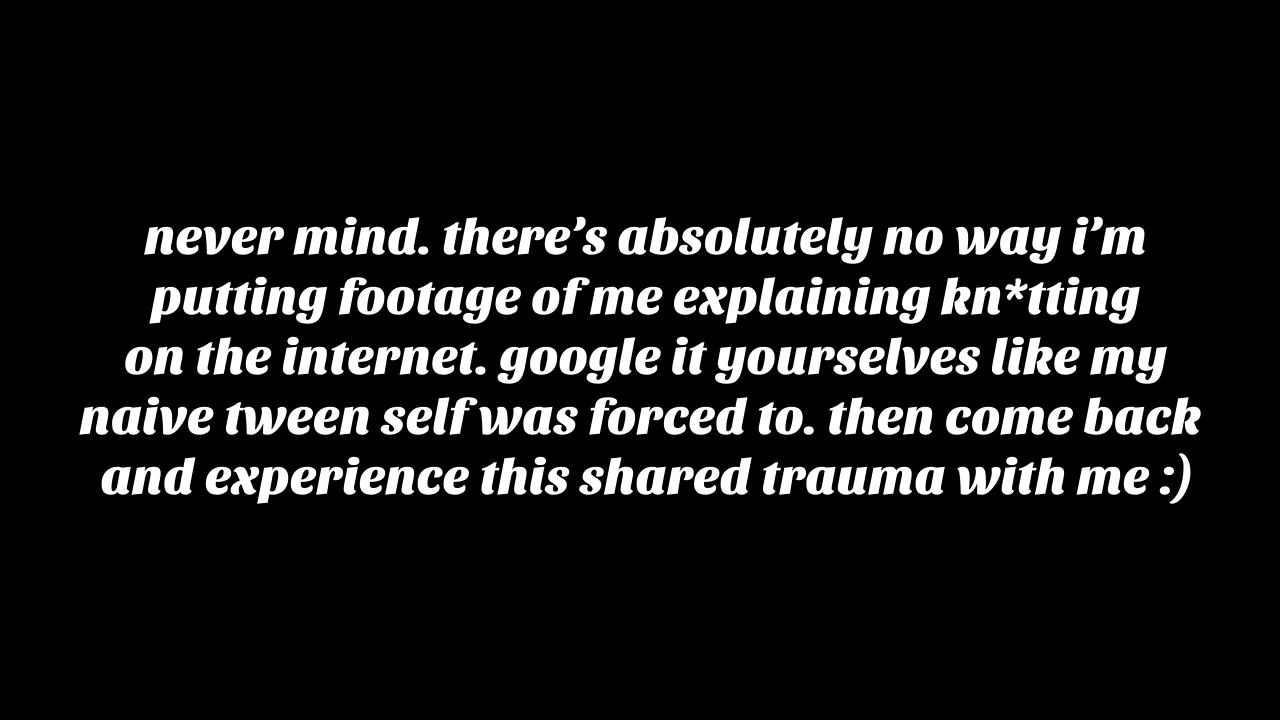 never mind. there’s absolutely no way i’m
putting footage of me explaining kn*tting
on the internet. google it yourselves like my
naive tween self was forced to. then come back
and experience this shared trauma with me :)